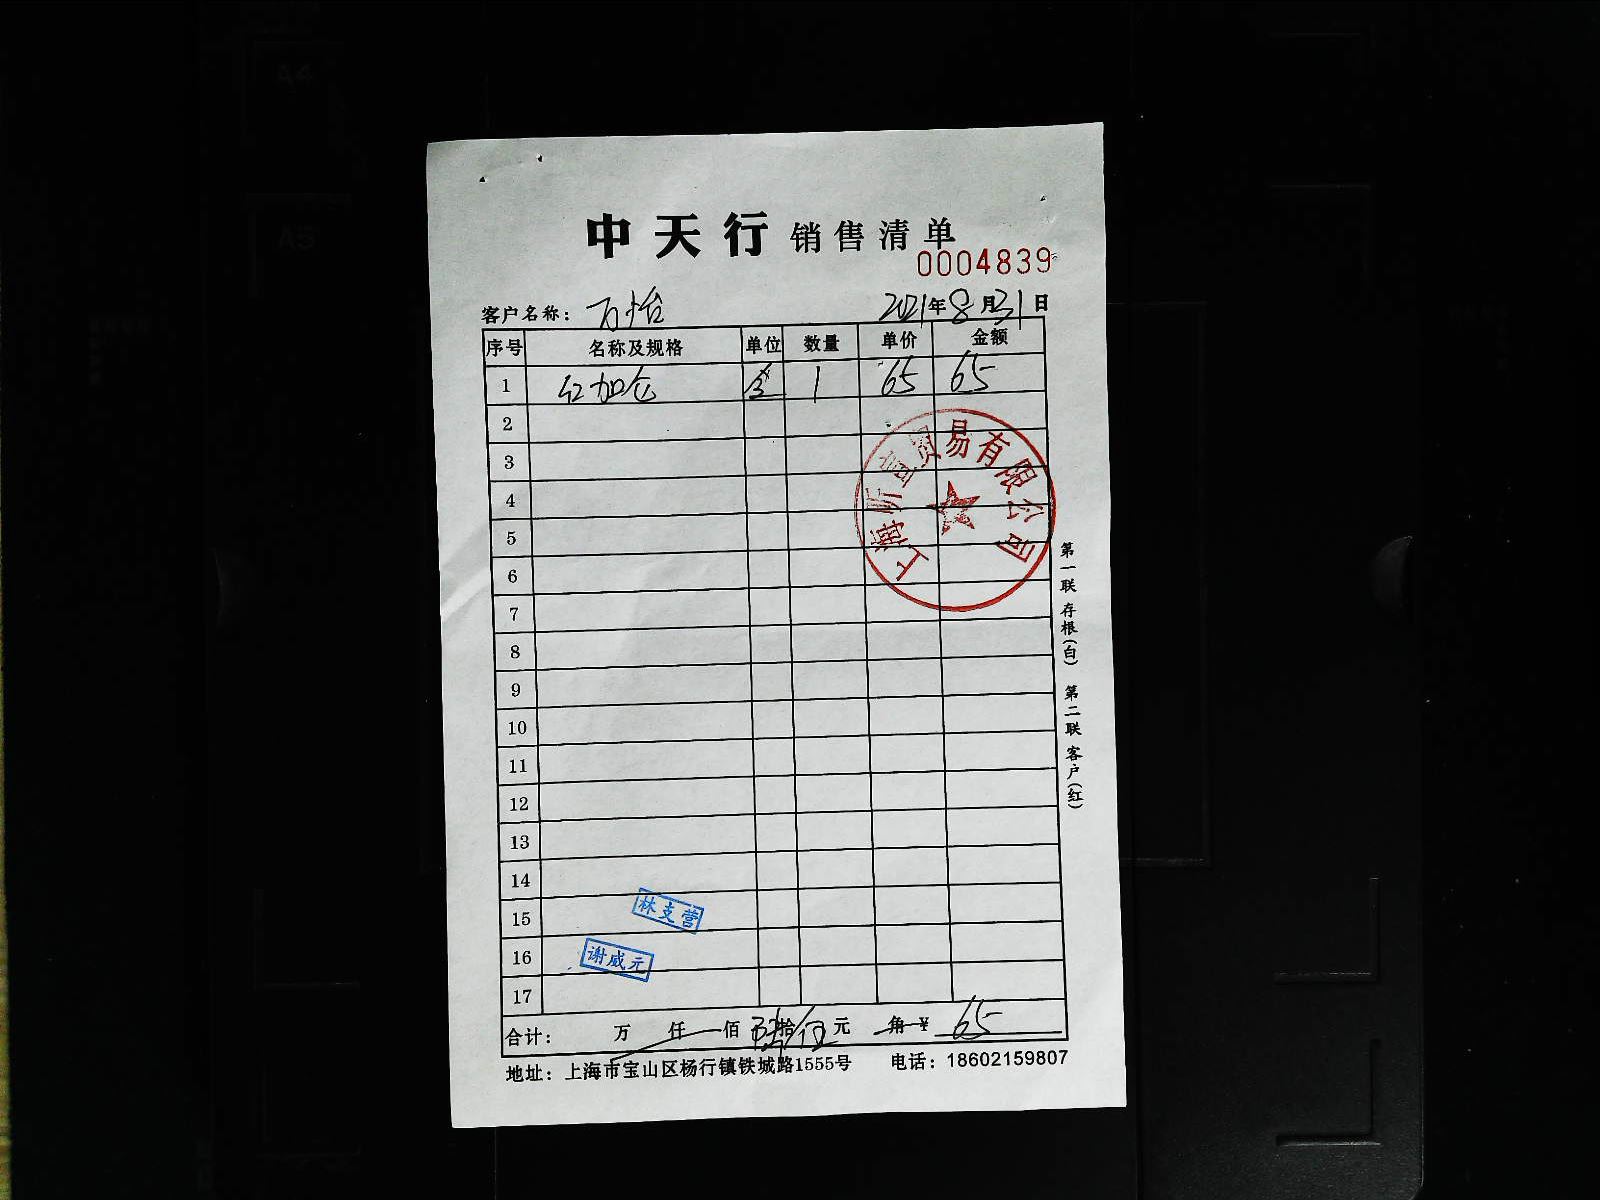 A4
A5
中天行 销售清单
0004839
客户名称：万怡 2021年8月31日
序号 名称及规格 单位 数量 单价 金额
1 红加仑 1 65 65
2
3
4
5
6
7
8
9
10
11
12
13
14
15
16
17
上海昕宜贸易有限公司
林支营
谢威元
合计： 万 仟 佰 陆拾伍元 角 ¥ 65
地址：上海市宝山区杨行镇铁城路1555号 电话：18602159807
第一联 存根（白） 第二联 客户（红）